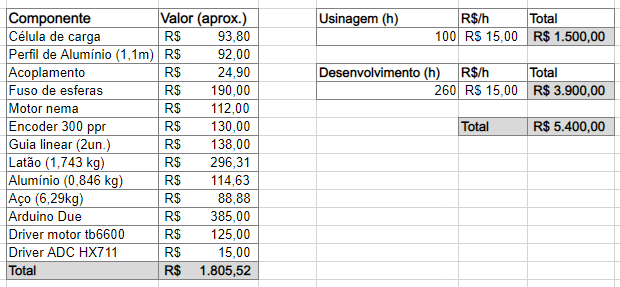 Componente Valor (aprox.)
Célula de carga R$ 93,80
Perfil de Alumínio (1,1m) R$ 92,00
Acoplamento R$ 24,90
Fuso de esferas R$ 190,00
Motor nema R$ 112,00
Encoder 300 ppr R$ 130,00
Guia linear (2un.) R$ 138,00
Latão (1,743 kg) R$ 296,31
Alumínio (0,846 kg) R$ 114,63
Aço (6,29kg) R$ 88,88
Arduino Due R$ 385,00
Driver motor tb6600 R$ 125,00
Driver ADC HX711 R$ 15,00
Total R$ 1.805,52
Usinagem (h) R$/h Total
100 R$ 15,00 R$ 1.500,00
Desenvolvimento (h) R$/h Total
260 R$ 15,00 R$ 3.900,00
Total R$ 5.400,00